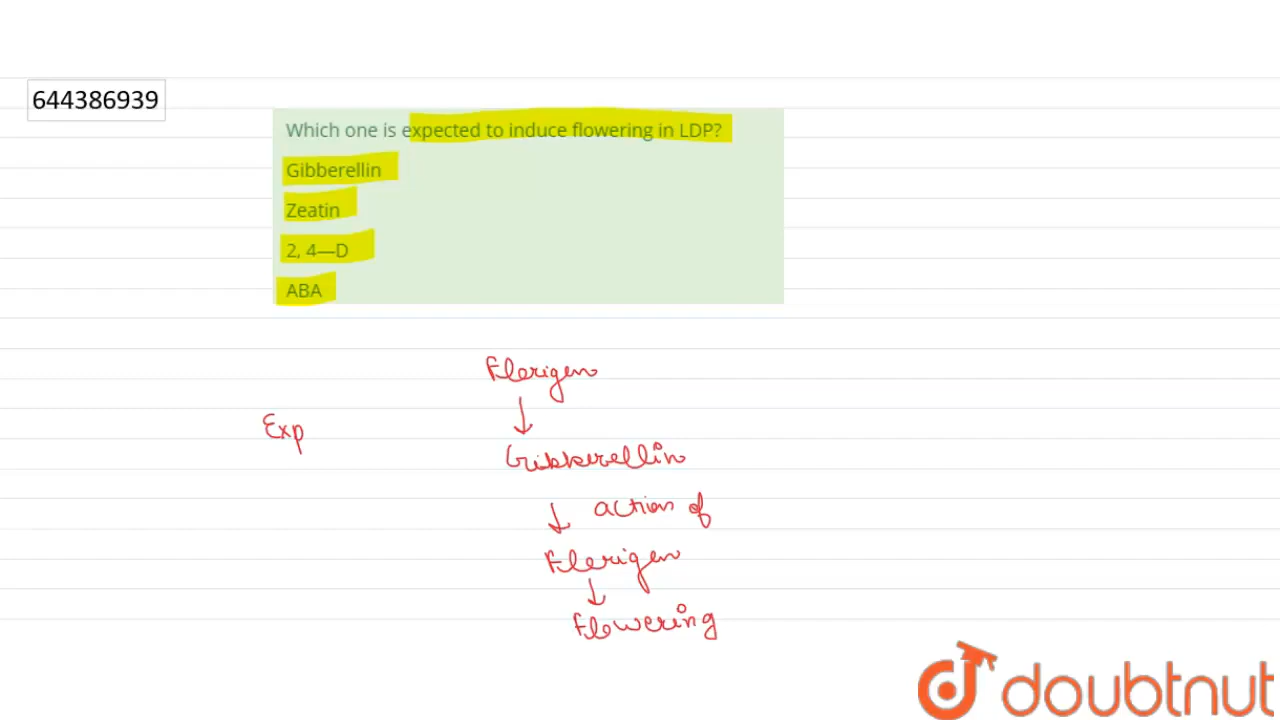 644386939
Which one is expected to induce flowering in LDP?
Gibberellin
Zeatin
2, 4—D
ABA
Florigen
Exp
↓
Gibberellin
↓ action of
Florigen
↓
Flowering
doubtnut